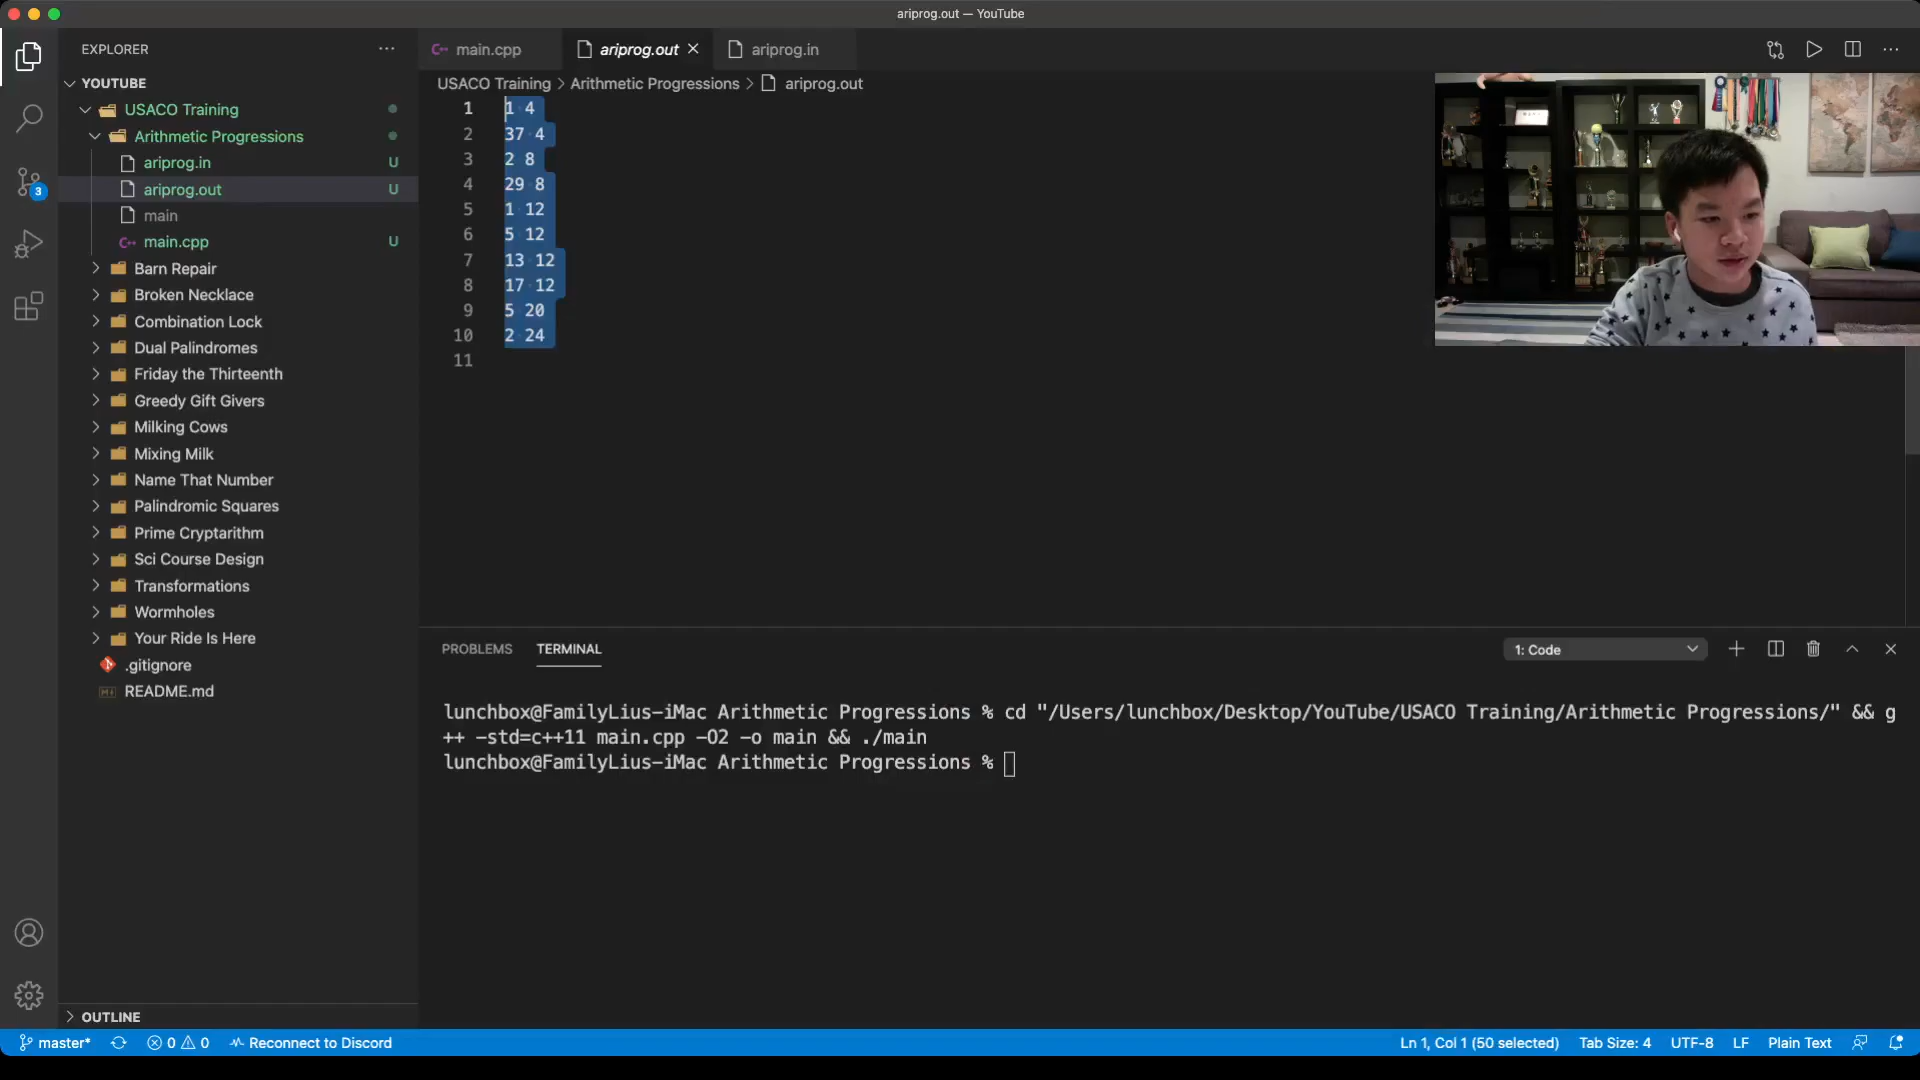 ariprog.out — YouTube
EXPLORER
YOUTUBE
USACO Training
Arithmetic Progressions
ariprog.in U
ariprog.out U
main
main.cpp U
Barn Repair
Broken Necklace
Combination Lock
Dual Palindromes
Friday the Thirteenth
Greedy Gift Givers
Milking Cows
Mixing Milk
Name That Number
Palindromic Squares
Prime Cryptarithm
Sci Course Design
Transformations
Wormholes
Your Ride Is Here
.gitignore
README.md
OUTLINE
3
main.cpp
ariprog.out
ariprog.in
USACO Training > Arithmetic Progressions > ariprog.out
1 1 4
2 37 4
3 2 8
4 29 8
5 1 12
6 5 12
7 13 12
8 17 12
9 5 20
10 2 24
11
PROBLEMS
TERMINAL
1: Code
lunchbox@FamilyLius-iMac Arithmetic Progressions % cd "/Users/lunchbox/Desktop/YouTube/USACO Training/Arithmetic Progressions/" && g
++ -std=c++11 main.cpp -O2 -o main && ./main
lunchbox@FamilyLius-iMac Arithmetic Progressions %
master*
0
0
Reconnect to Discord
Ln 1, Col 1 (50 selected)
Tab Size: 4
UTF-8
LF
Plain Text